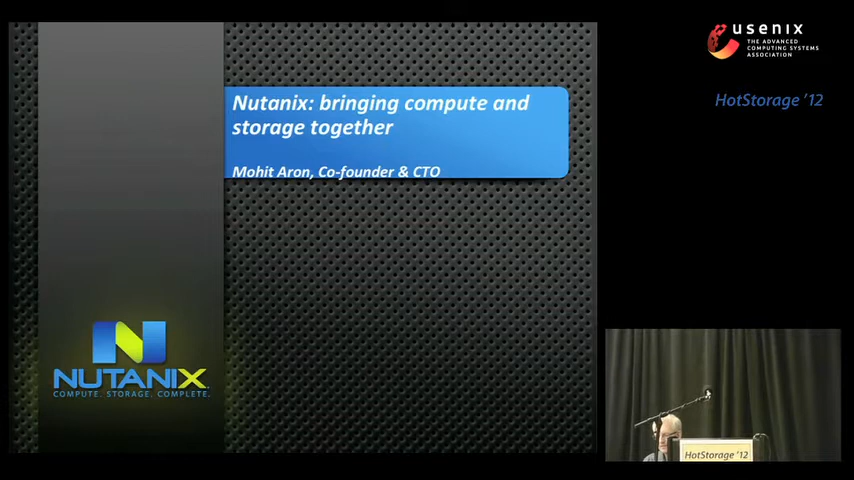 Nutanix: bringing compute and
storage together
Mohit Aron, Co-founder & CTO
NUTANIX
COMPUTE. STORAGE. COMPLETE.
usenix
THE ADVANCED
COMPUTING SYSTEMS
ASSOCIATION
HotStorage '12
HotStorage '12